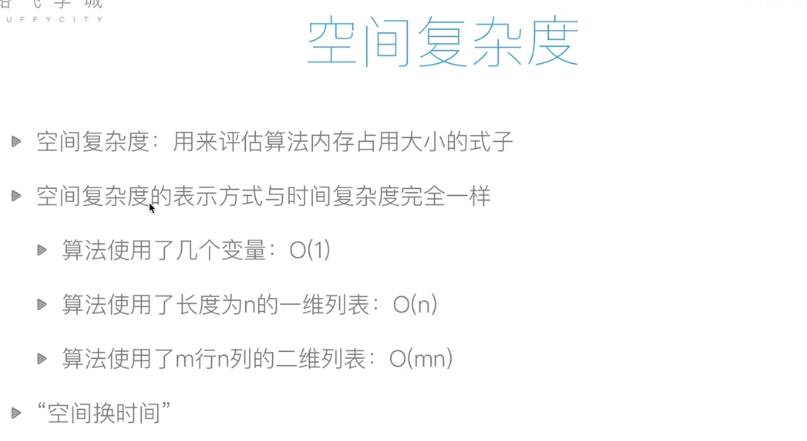 学城
UFFYCITY
空间复杂度
空间复杂度：用来评估算法内存占用大小的式子
空间复杂度的表示方式与时间复杂度完全一样
算法使用了几个变量：O(1)
算法使用了长度为n的一维列表：O(n)
算法使用了m行n列的二维列表：O(mn)
“空间换时间”